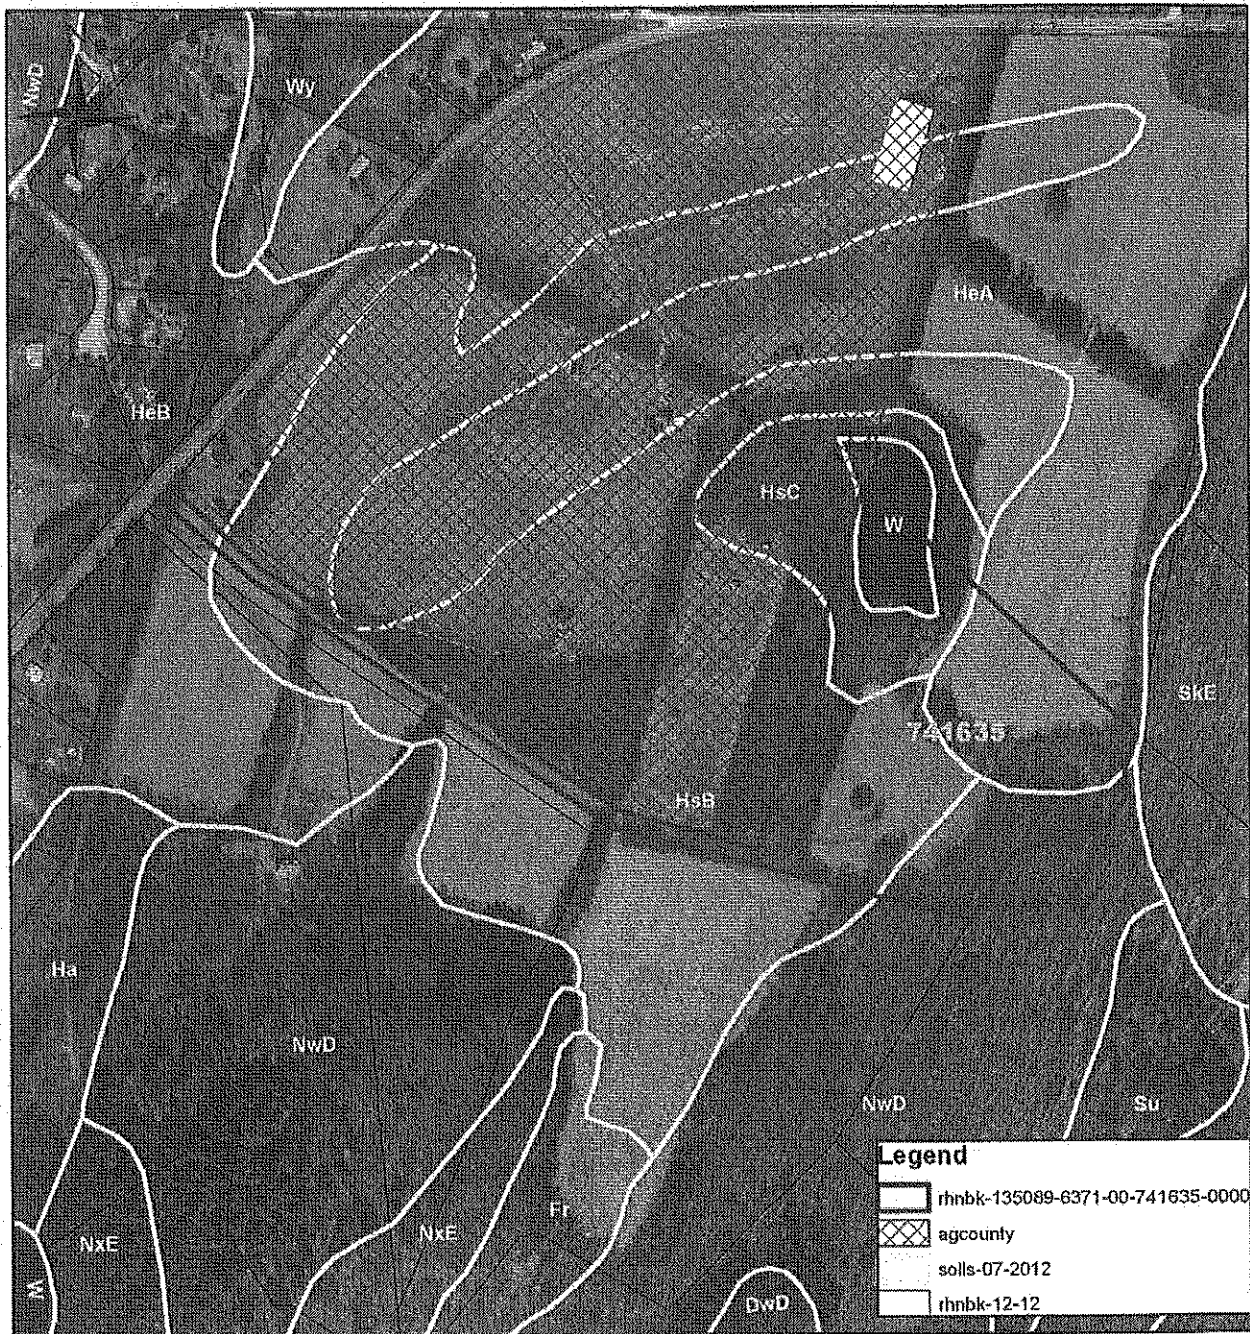 NwD
Wy
HeA
HeB
HsC
W
SkE
741635
HsB
Ha
NwD
NwD
Su
Fr
NxE
NxE
W
DwD
Legend
rhnbk-135089-6371-00-741635-0000
agcounty
soils-07-2012
rhnbk-12-12